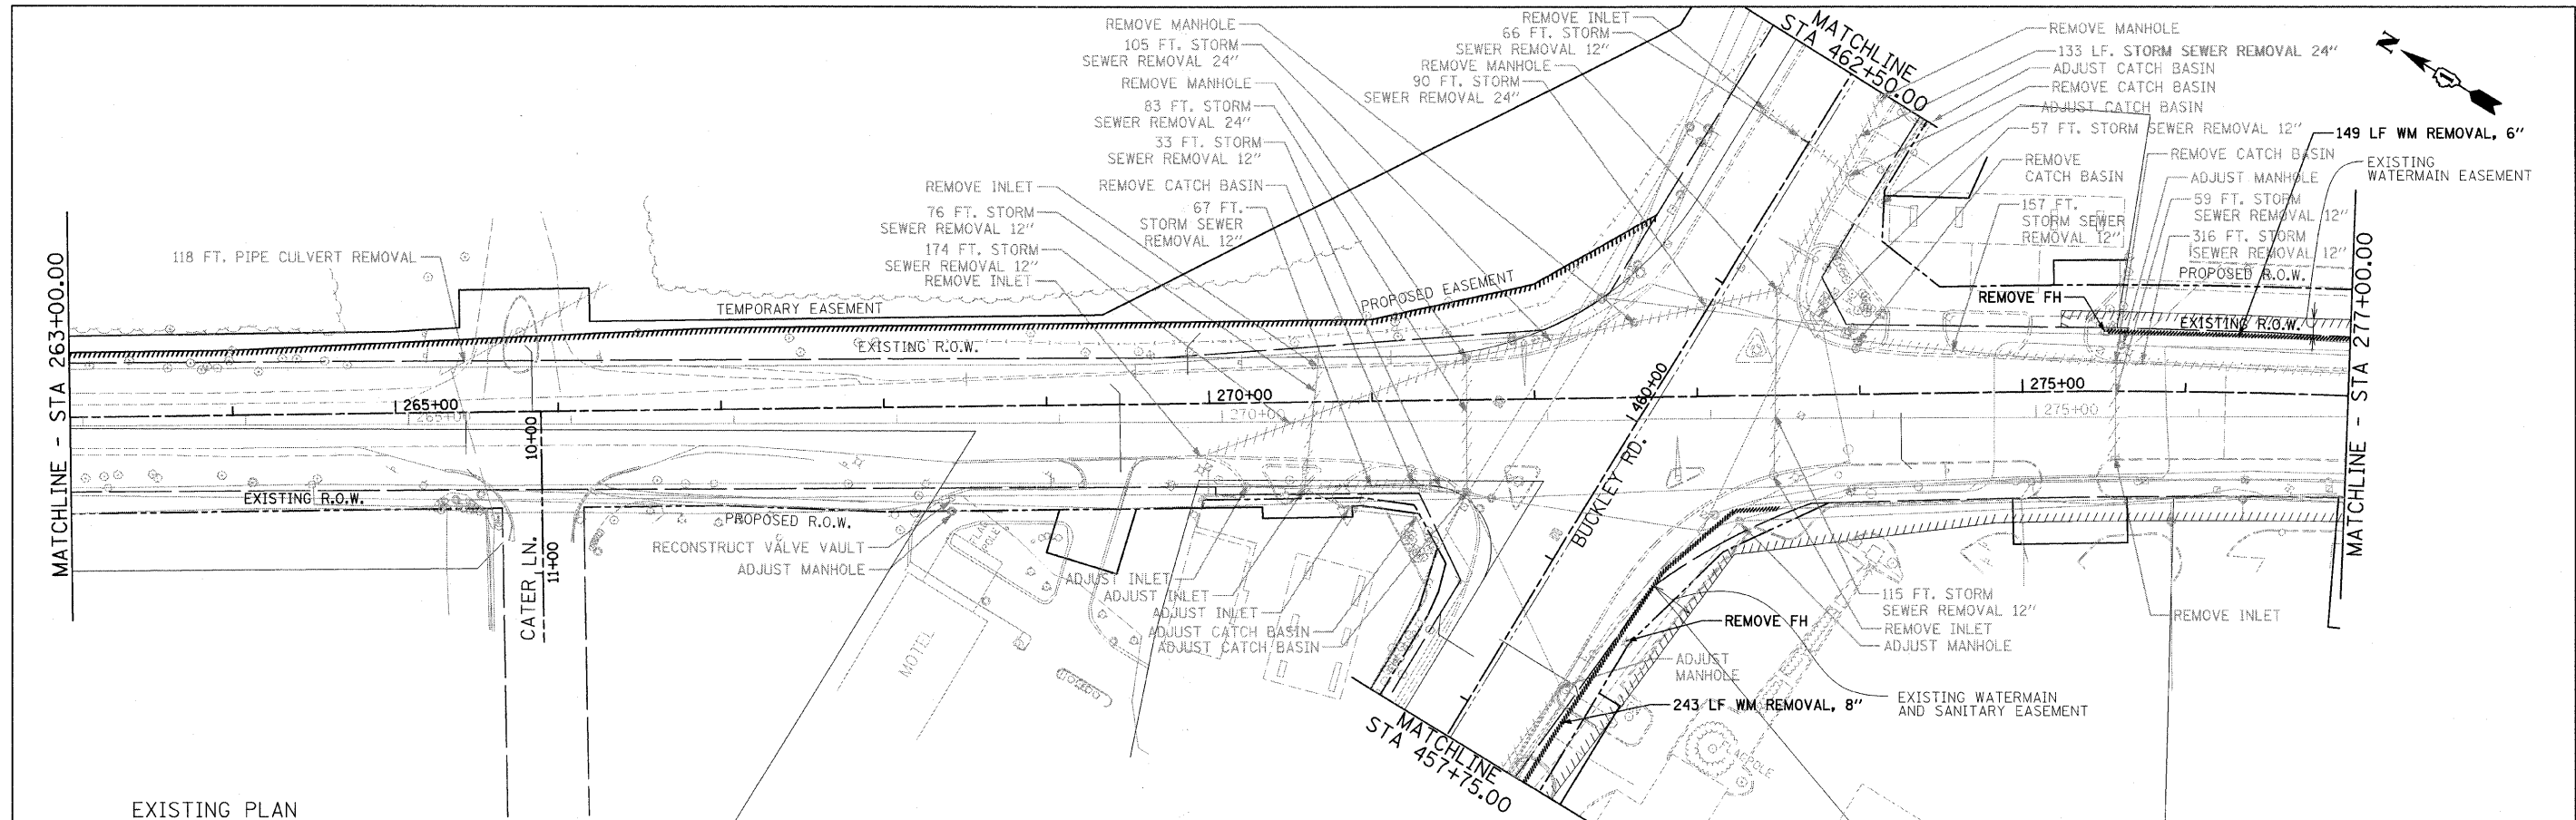 REMOVE MANHOLE
105 FT. STORM
SEWER REMOVAL 24"
REMOVE MANHOLE
83 FT. STORM
SEWER REMOVAL 24"
33 FT. STORM
SEWER REMOVAL 12"
REMOVE CATCH BASIN
67 FT.
STORM SEWER
REMOVAL 12"
REMOVE INLET
76 FT. STORM
SEWER REMOVAL 12"
174 FT. STORM
SEWER REMOVAL 12"
REMOVE INLET
118 FT. PIPE CULVERT REMOVAL
REMOVE INLET
66 FT. STORM
SEWER REMOVAL 12"
REMOVE MANHOLE
90 FT. STORM
SEWER REMOVAL 24"
MATCHLINE
STA 462+50.00
REMOVE MANHOLE
133 LF. STORM SEWER REMOVAL 24"
ADJUST CATCH BASIN
REMOVE CATCH BASIN
ADJUST CATCH BASIN
57 FT. STORM SEWER REMOVAL 12"
149 LF WM REMOVAL, 6"
REMOVE
CATCH BASIN
REMOVE CATCH BASIN
EXISTING
WATERMAIN EASEMENT
ADJUST MANHOLE
157 FT.
STORM SEWER
REMOVAL 12"
59 FT. STORM
SEWER REMOVAL 12"
316 FT. STORM
SEWER REMOVAL 12"
PROPOSED R.O.W.
REMOVE FH
EXISTING R.O.W.
N
MATCHLINE - STA 263+00.00
TEMPORARY EASEMENT
PROPOSED EASEMENT
EXISTING R.O.W.
265+00
265+00
270+00
270+00
460+00
275+00
275+00
MATCHLINE - STA 277+00.00
10+00
11+00
CATER LN.
BUCKLEY RD.
EXISTING R.O.W.
PROPOSED R.O.W.
RECONSTRUCT VALVE VAULT
ADJUST MANHOLE
FLAG
POLE
MOTEL
ADJUST INLET
ADJUST INLET
ADJUST INLET
ADJUST CATCH BASIN
ADJUST CATCH BASIN
115 FT. STORM
SEWER REMOVAL 12"
REMOVE INLET
ADJUST MANHOLE
REMOVE INLET
REMOVE FH
ADJUST
MANHOLE
243 LF WM REMOVAL, 8"
EXISTING WATERMAIN
AND SANITARY EASEMENT
FLAGPOLE
MATCHLINE
STA 457+75.00
EXISTING PLAN